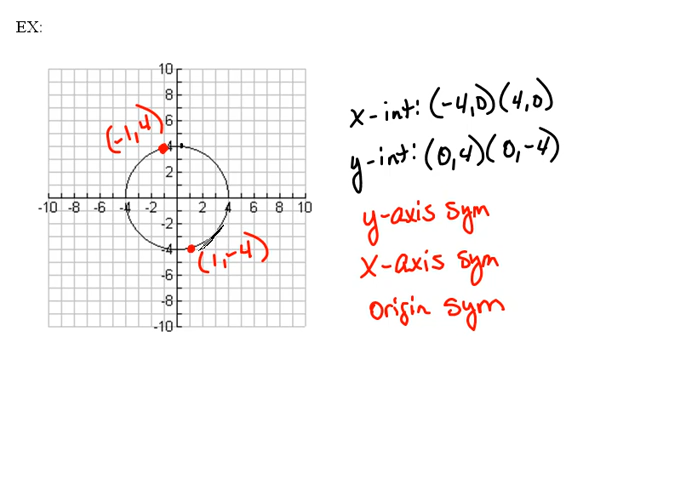 EX:
10
8
6
4
2
-10 -8 -6 -4 -2 2 4 6 8 10
-2
-4
-6
-8
-10
(-1,4)
(1,-4)
x-int: (-4,0)(4,0)
y-int: (0,4)(0,-4)
y-axis sym
x-axis sym
origin sym